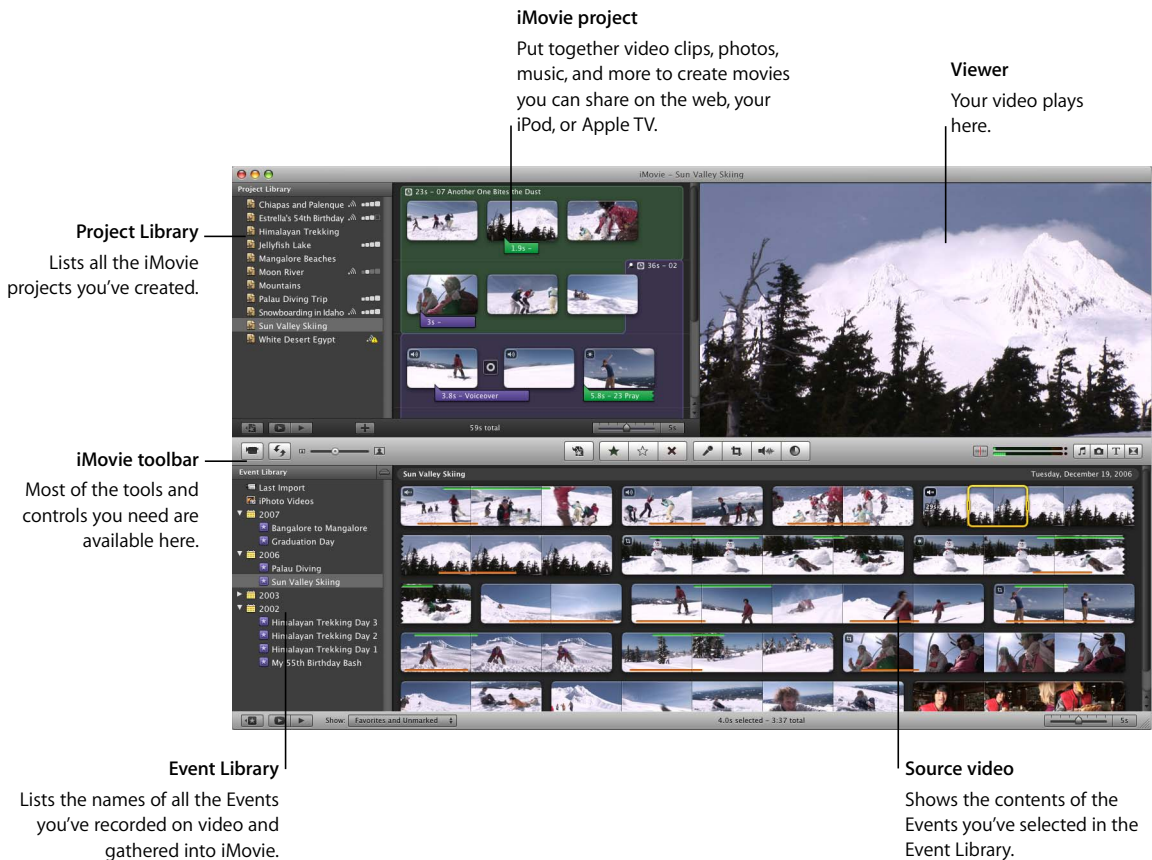 iMovie project
Put together video clips, photos,
music, and more to create movies
you can share on the web, your
iPod, or Apple TV.
Viewer
Your video plays
here.
Project Library
Lists all the iMovie
projects you've created.
iMovie toolbar
Most of the tools and
controls you need are
available here.
iMovie – Sun Valley Skiing
Project Library
Chiapas and Palenque
Estrella's 54th Birthday
Himalayan Trekking
Jellyfish Lake
Mangalore Beaches
Moon River
Mountains
Palau Diving Trip
Snowboarding in Idaho
Sun Valley Skiing
White Desert Egypt
23s – 07 Another One Bites the Dust
1.9s –
36s – 02
3s –
3.8s – Voiceover
5.8s – 23 Pray
59s total
5s
T
Event Library
Last Import
iPhoto Videos
2007
Bangalore to Mangalore
Graduation Day
2006
Palau Diving
Sun Valley Skiing
2003
2002
Himalayan Trekking Day 3
Himalayan Trekking Day 2
Himalayan Trekking Day 1
My 55th Birthday Bash
Sun Valley Skiing
Tuesday, December 19, 2006
Show: Favorites and Unmarked
4.0s selected – 3:37 total
5s
Event Library
Lists the names of all the Events
you've recorded on video and
gathered into iMovie.
Source video
Shows the contents of the
Events you've selected in the
Event Library.